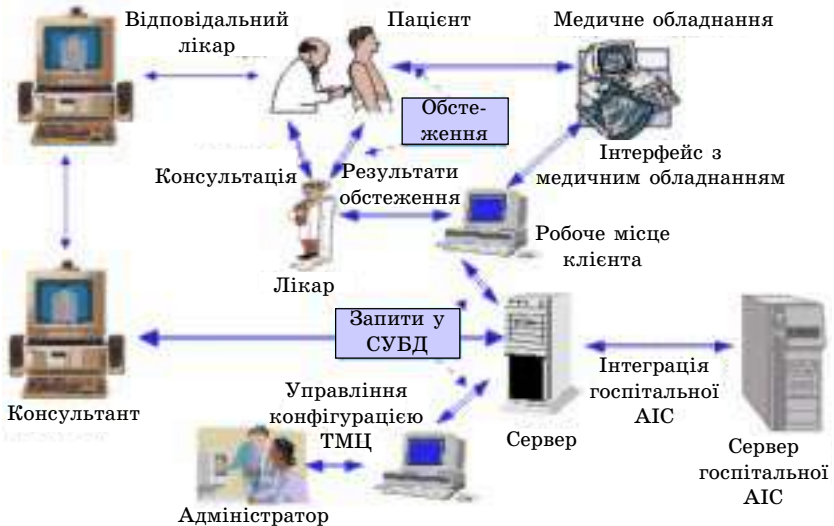 Відповідальний
лікар
Пацієнт
Медичне обладнання
Обсте-
ження
Консультація
Результати
обстеження
Інтерфейс з
медичним обладнанням
Робоче місце
клієнта
Лікар
Запити у
СУБД
Консультант
Управління
конфігурацією
ТМЦ
Сервер
Інтеграція
госпітальної
АІС
Сервер
госпітальної
АІС
Адміністратор